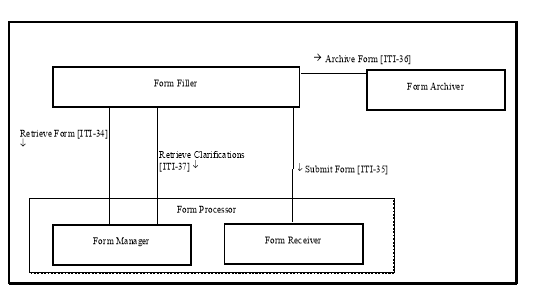 → Archive Form [ITI-36]
Form Filler
Form Archiver
Retrieve Form [ITI-34]
↓
Retrieve Clarifications
[ITI-37] ↓
↓ Submit Form [ITI-35]
Form Processor
Form Manager
Form Receiver